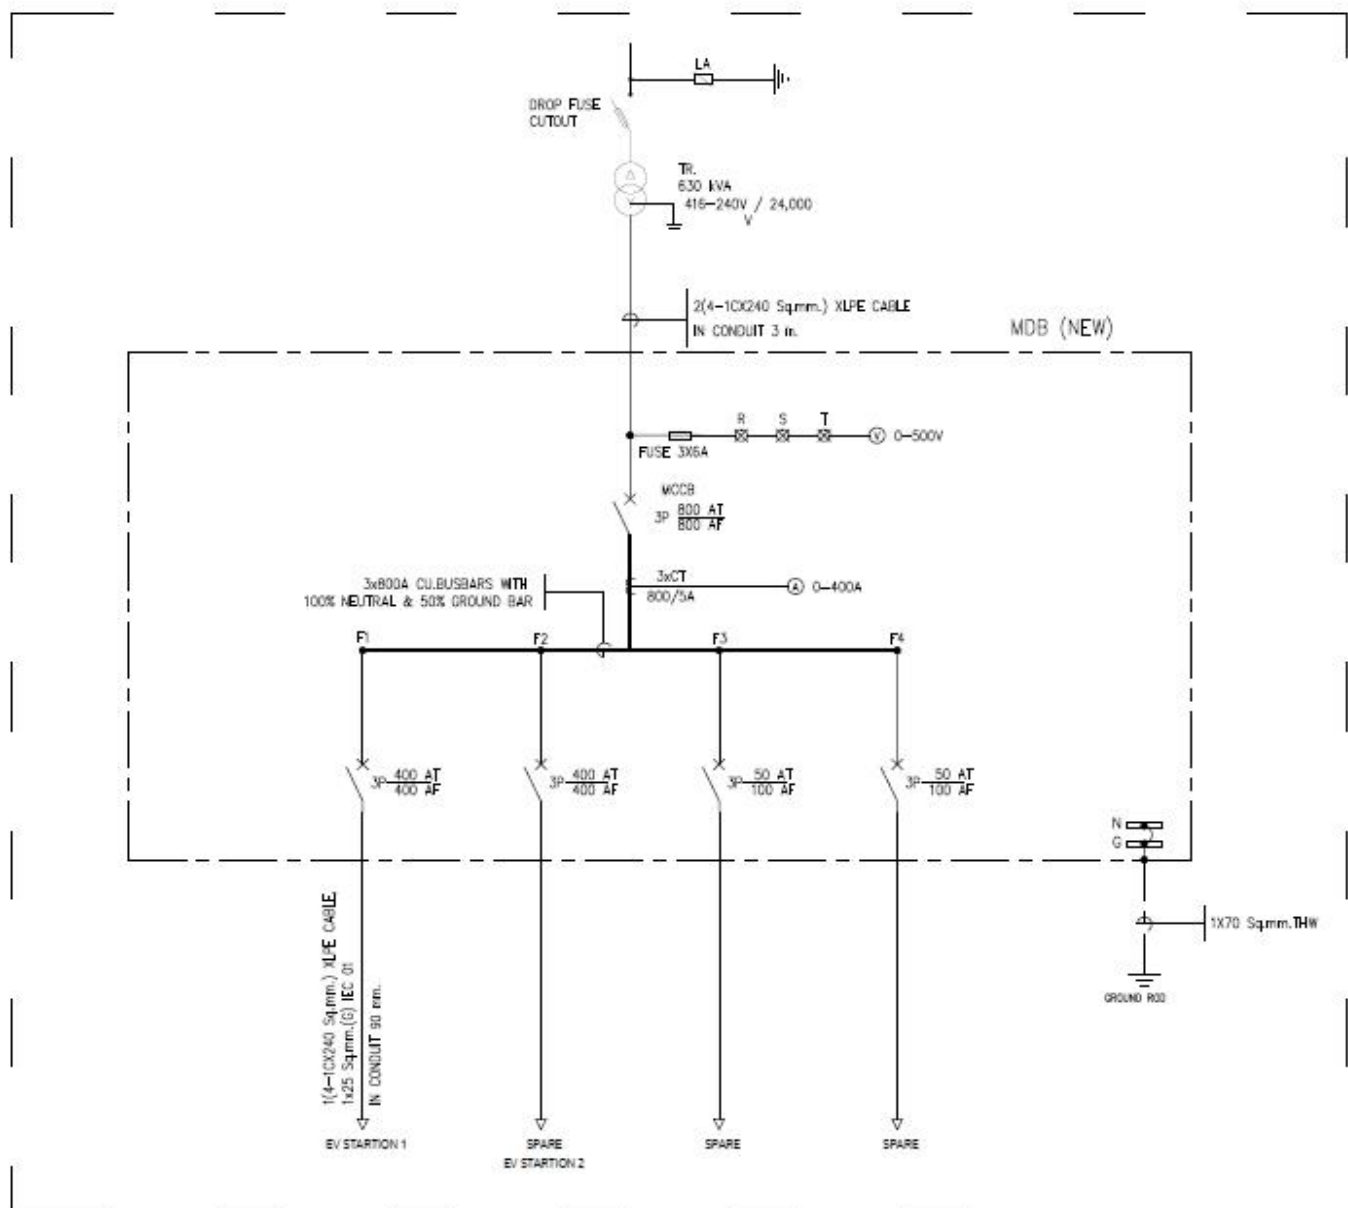 LA
DROP FUSE
CUTOUT
TR.
630 kVA
416-240V / 24,000
V
2(4-1CX240 Sq.mm.) XLPE CABLE
IN CONDUIT 3 in.
MDB (NEW)
R S T
0-500V
FUSE 3X6A
V
MCCB
3P 800 AT
800 AF
3x800A CU.BUSBARS WITH
100% NEUTRAL & 50% GROUND BAR
3xCT
800/5A
A 0-400A
F1 F2 F3 F4
3P 400 AT
400 AF
3P 400 AT
400 AF
3P 50 AT
100 AF
3P 50 AT
100 AF
N
G
1X70 Sq.mm.THW
GROUND ROD
1(4-1CX240 Sq.mm.) XLPE CABLE,
1x25 Sq.mm.(G) IEC 01
IN CONDUIT 90 mm.
EV STARTION 1
SPARE
EV STARTION 2
SPARE
SPARE